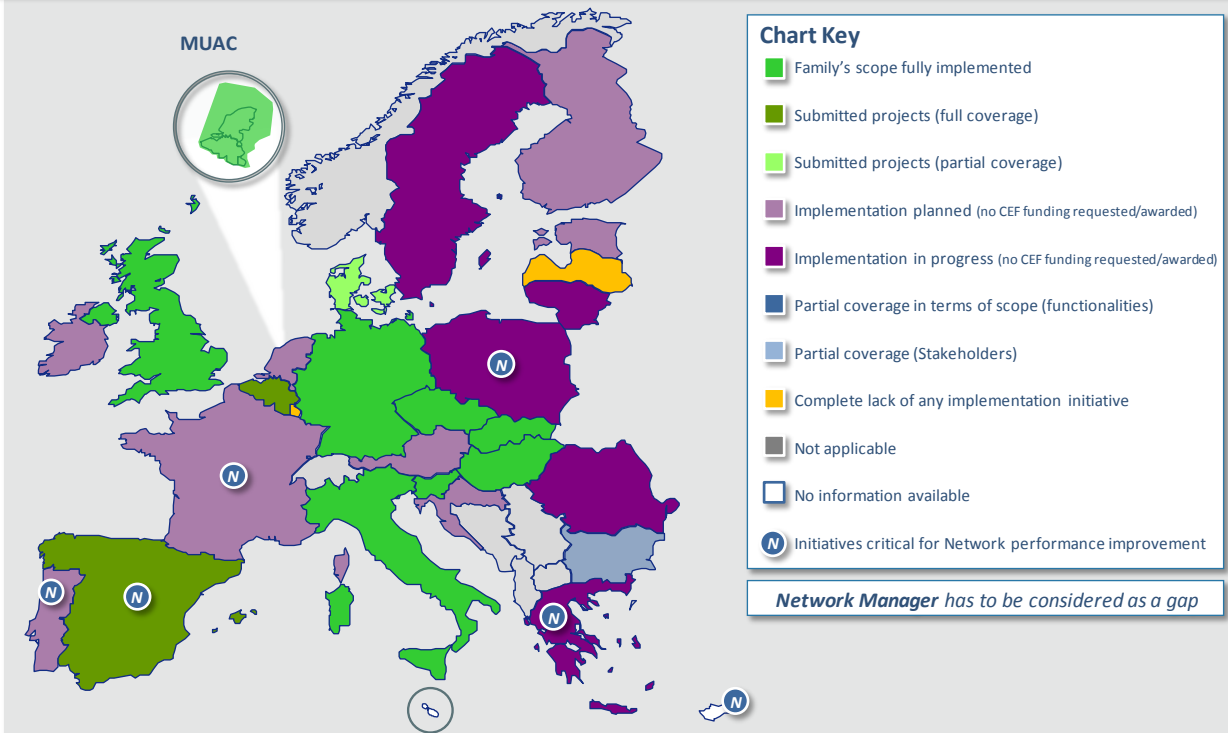 MUAC
Chart Key
Family's scope fully implemented
Submitted projects (full coverage)
Submitted projects (partial coverage)
Implementation planned (no CEF funding requested/awarded)
Implementation in progress (no CEF funding requested/awarded)
Partial coverage in terms of scope (functionalities)
Partial coverage (Stakeholders)
Complete lack of any implementation initiative
Not applicable
No information available
N Initiatives critical for Network performance improvement
Network Manager has to be considered as a gap
N
N
N
N
N
N